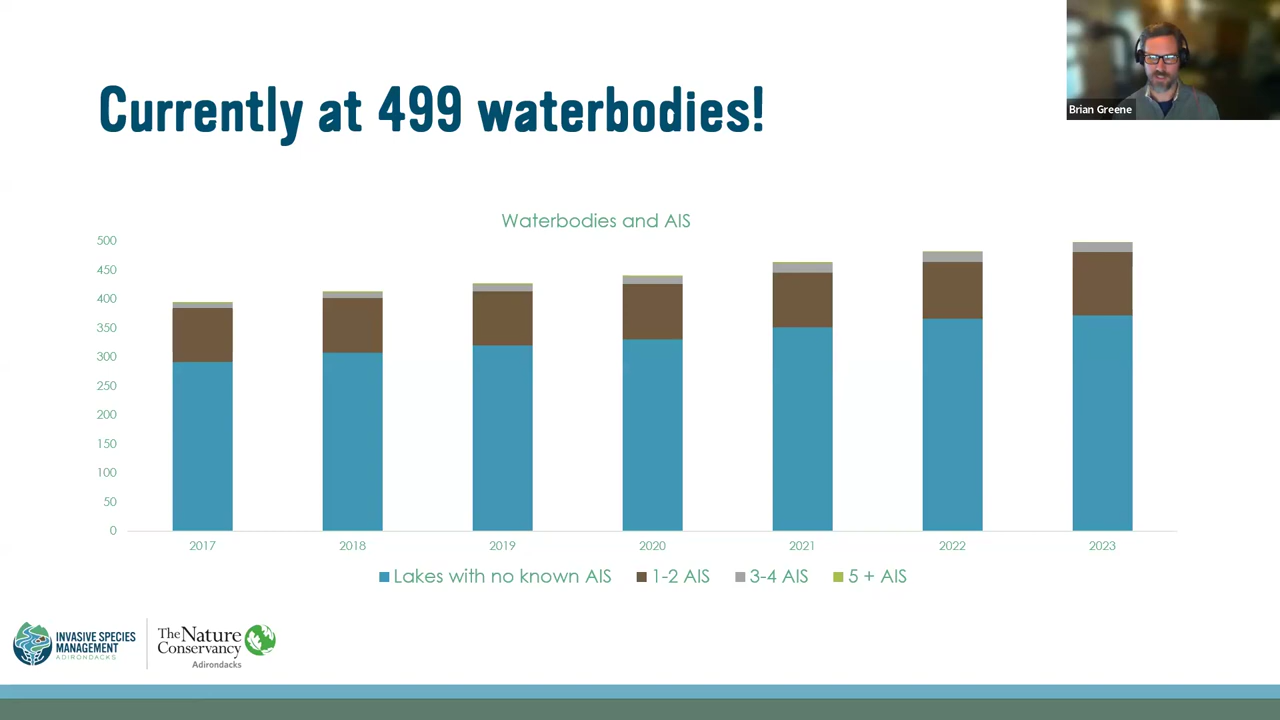 Currently at 499 waterbodies!
Brian Greene
Waterbodies and AIS
500
450
400
350
300
250
200
150
100
50
0
2017 2018 2019 2020 2021 2022 2023
Lakes with no known AIS 1-2 AIS 3-4 AIS 5 + AIS
INVASIVE SPECIES
MANAGEMENT
ADIRONDACKS
The Nature
Conservancy
Adirondacks